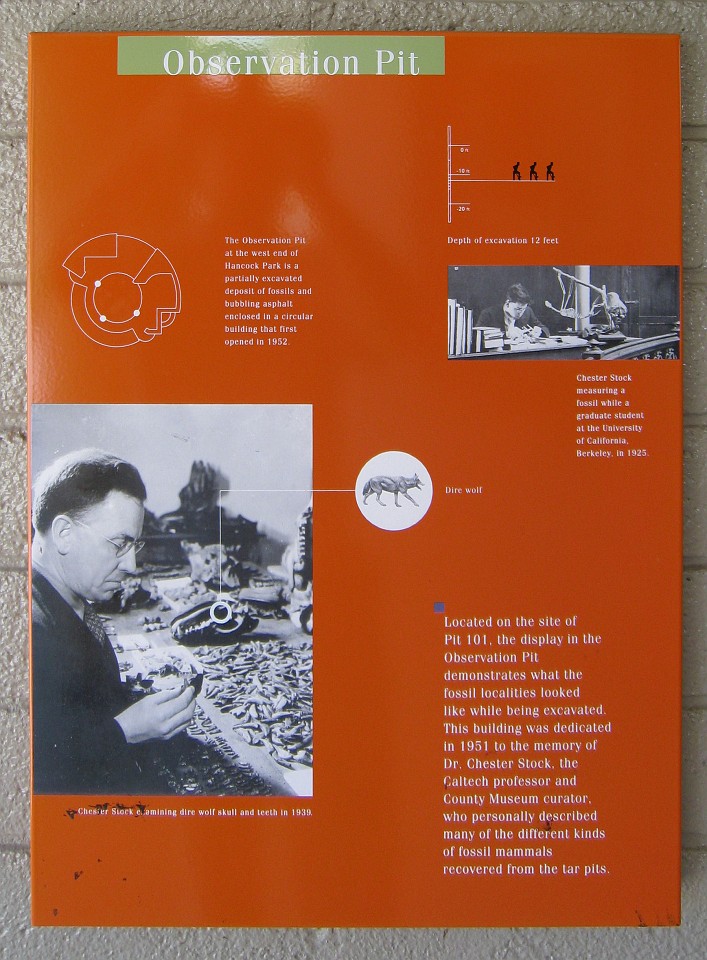 Observation Pit
0 ft
-10 ft
-20 ft
Depth of excavation 12 feet
The Observation Pit
at the west end of
Hancock Park is a
partially excavated
deposit of fossils and
bubbling asphalt
enclosed in a circular
building that first
opened in 1952.
Chester Stock
measuring a
fossil while a
graduate student
at the University
of California,
Berkeley, in 1925.
Dire wolf
Chester Stock examining dire wolf skull and teeth in 1939.
Located on the site of
Pit 101, the display in the
Observation Pit
demonstrates what the
fossil localities looked
like while being excavated.
This building was dedicated
in 1951 to the memory of
Dr. Chester Stock, the
Caltech professor and
County Museum curator,
who personally described
many of the different kinds
of fossil mammals
recovered from the tar pits.